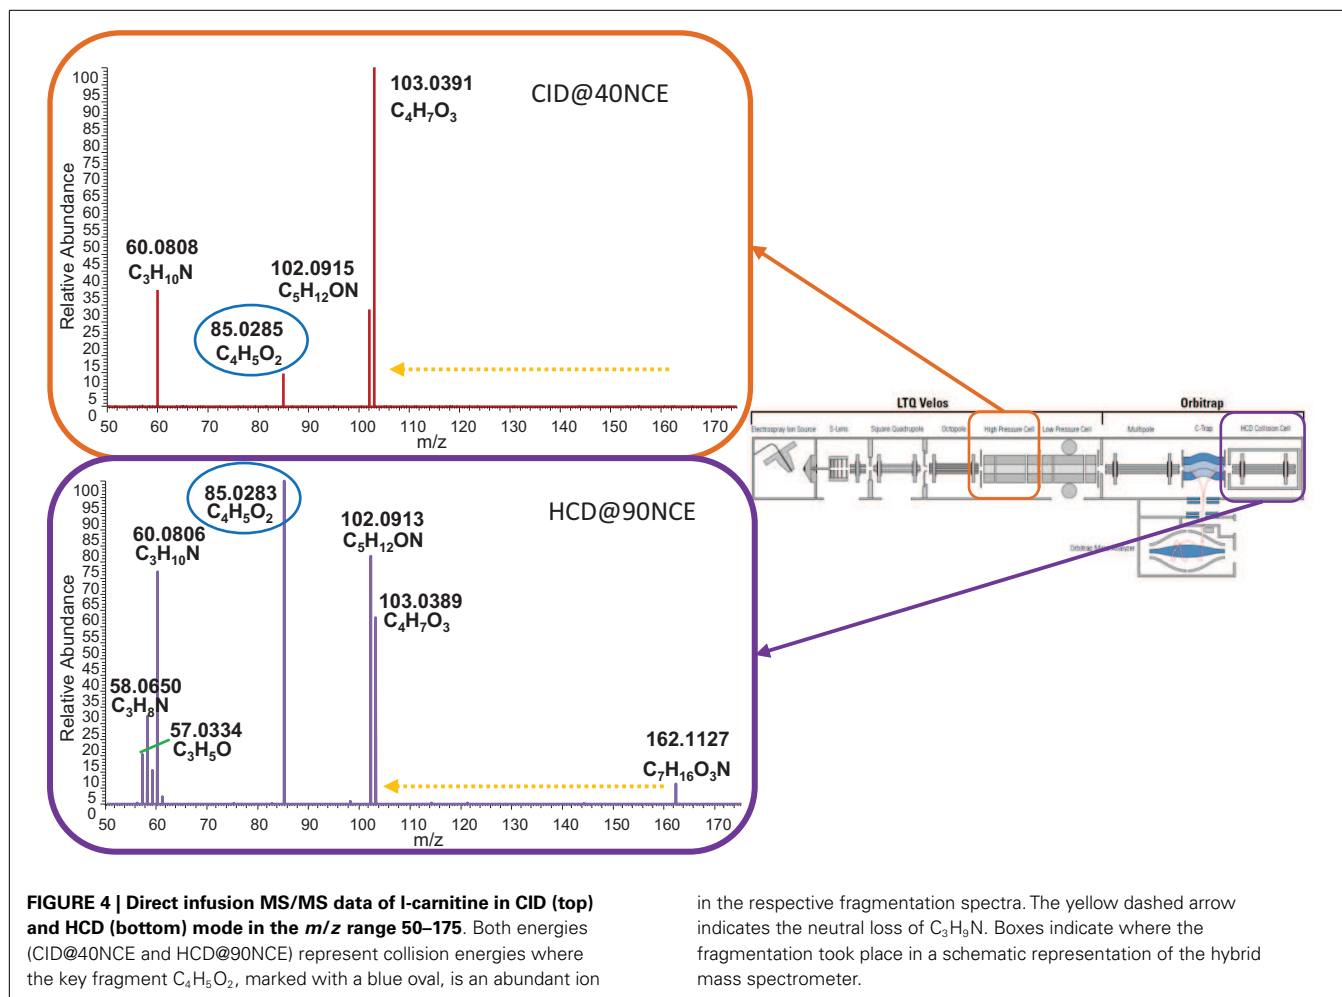 CID@40NCE
103.0391
C₄H₇O₃
60.0808
C₃H₁₀N
102.0915
C₅H₁₂ON
85.0285
C₄H₅O₂
Relative Abundance
100
95
90
85
80
75
70
65
60
55
50
45
40
35
30
25
20
15
10
5
0
50 60 70 80 90 100 110 120 130 140 150 160 170
m/z
LTQ Velos
Orbitrap
Electrospray Ion Source
S-Lens
Square Quadrupole
Octopole
High Pressure Cell
Low Pressure Cell
Multipole
C-Trap
HCD Collision Cell
Orbitrap Mass Analyzer
HCD@90NCE
85.0283
C₄H₅O₂
60.0806
C₃H₁₀N
102.0913
C₅H₁₂ON
103.0389
C₄H₇O₃
58.0650
C₃H₈N
57.0334
C₃H₅O
162.1127
C₇H₁₆O₃N
Relative Abundance
100
95
90
85
80
75
70
65
60
55
50
45
40
35
30
25
20
15
10
5
0
50 60 70 80 90 100 110 120 130 140 150 160 170
m/z
FIGURE 4 | Direct infusion MS/MS data of l-carnitine in CID (top)
and HCD (bottom) mode in the m/z range 50–175. Both energies
(CID@40NCE and HCD@90NCE) represent collision energies where
the key fragment C₄H₅O₂, marked with a blue oval, is an abundant ion
in the respective fragmentation spectra. The yellow dashed arrow
indicates the neutral loss of C₃H₉N. Boxes indicate where the
fragmentation took place in a schematic representation of the hybrid
mass spectrometer.